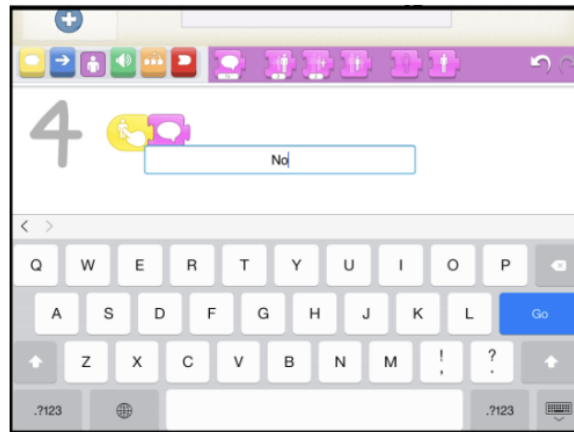 4
No
Q W E R T Y U I O P
A S D F G H J K L Go
Z X C V B N M ! , ? .
.?123 .?123